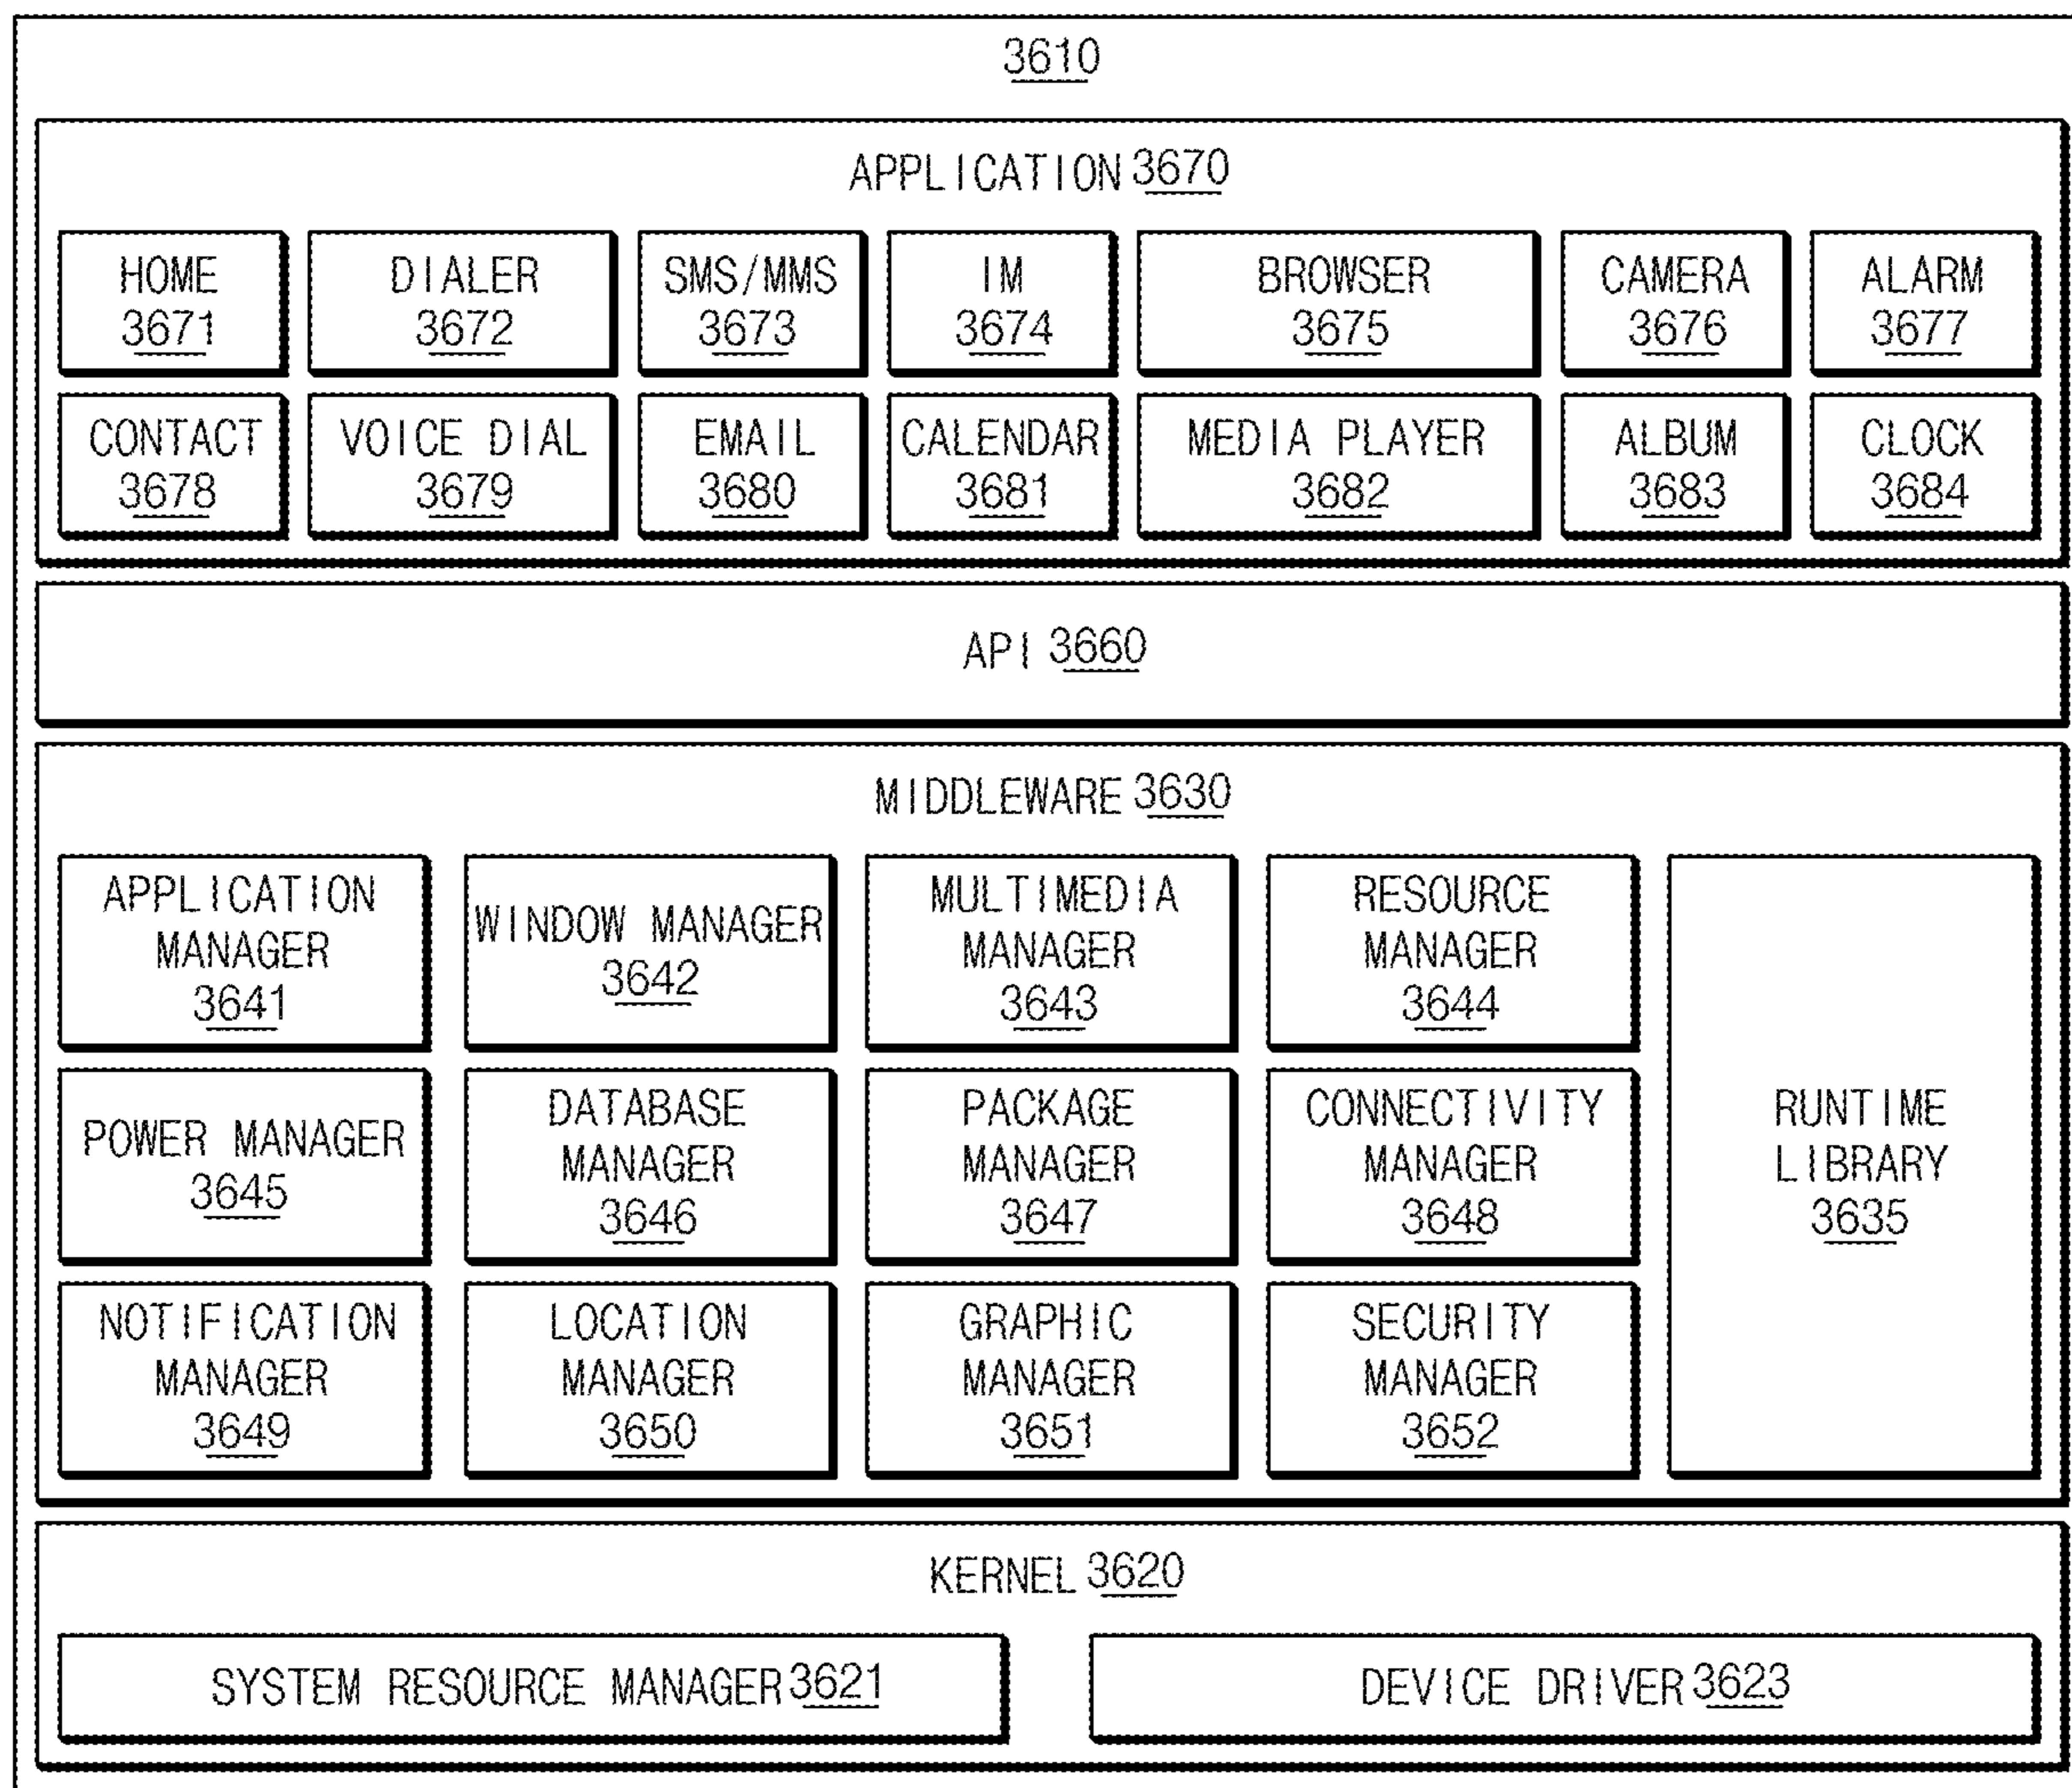 3610
APPLICATION 3670
HOME
3671
DIALER
3672
SMS/MMS
3673
IM
3674
BROWSER
3675
CAMERA
3676
ALARM
3677
CONTACT
3678
VOICE DIAL
3679
EMAIL
3680
CALENDAR
3681
MEDIA PLAYER
3682
ALBUM
3683
CLOCK
3684
API 3660
MIDDLEWARE 3630
APPLICATION
MANAGER
3641
WINDOW MANAGER
3642
MULTIMEDIA
MANAGER
3643
RESOURCE
MANAGER
3644
POWER MANAGER
3645
DATABASE
MANAGER
3646
PACKAGE
MANAGER
3647
CONNECTIVITY
MANAGER
3648
RUNTIME
LIBRARY
3635
NOTIFICATION
MANAGER
3649
LOCATION
MANAGER
3650
GRAPHIC
MANAGER
3651
SECURITY
MANAGER
3652
KERNEL 3620
SYSTEM RESOURCE MANAGER 3621
DEVICE DRIVER 3623